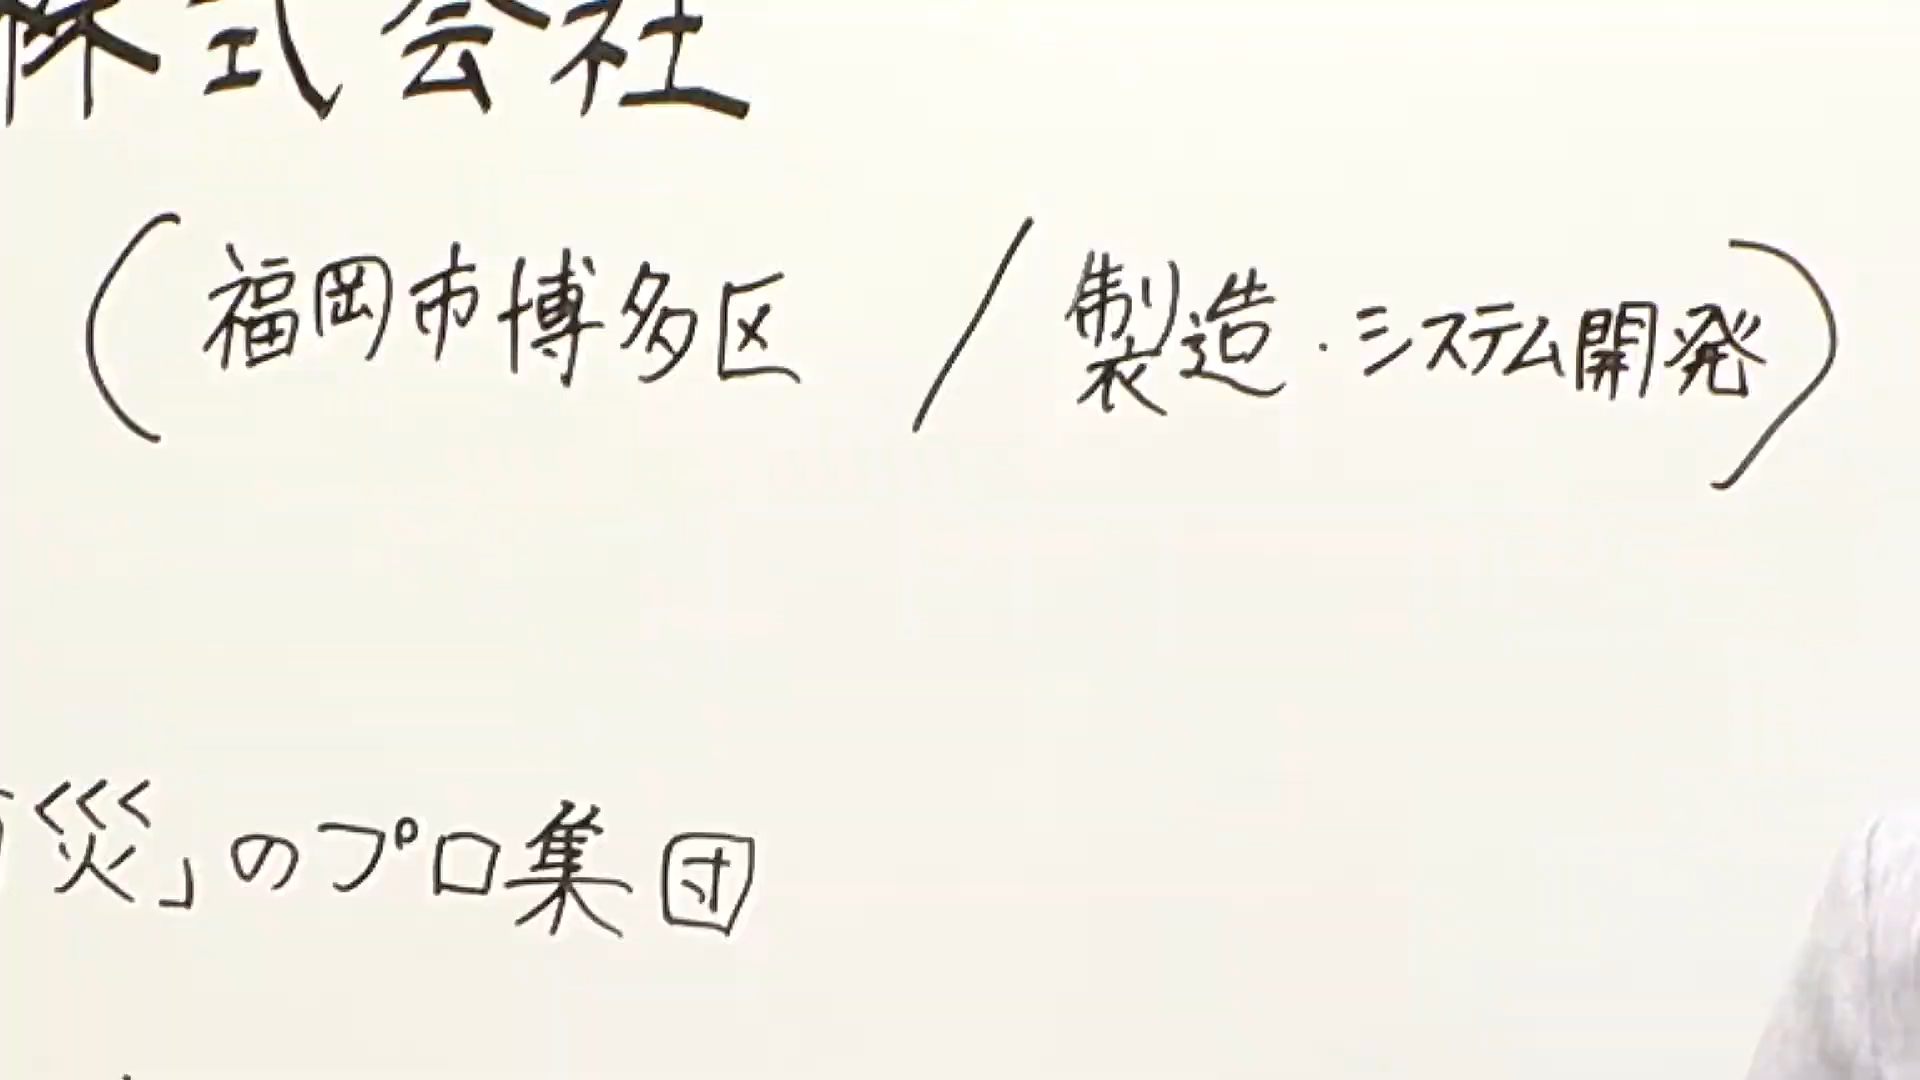 株式会社
(福岡市博多区 / 製造・システム開発)
災」のプロ集団